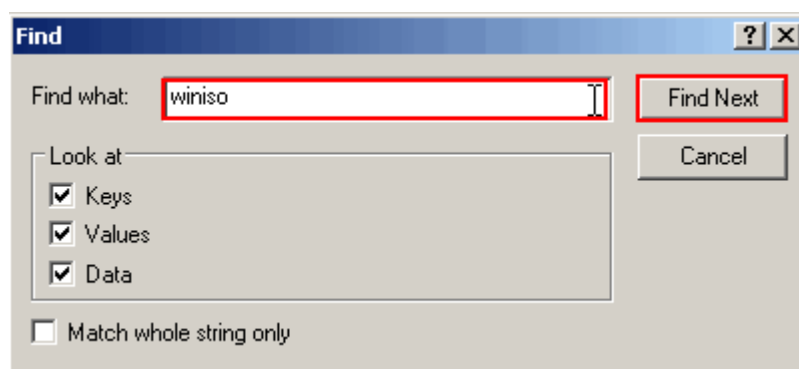 Find
Find what: winiso Find Next
Look at Cancel
Keys
Values
Data
Match whole string only